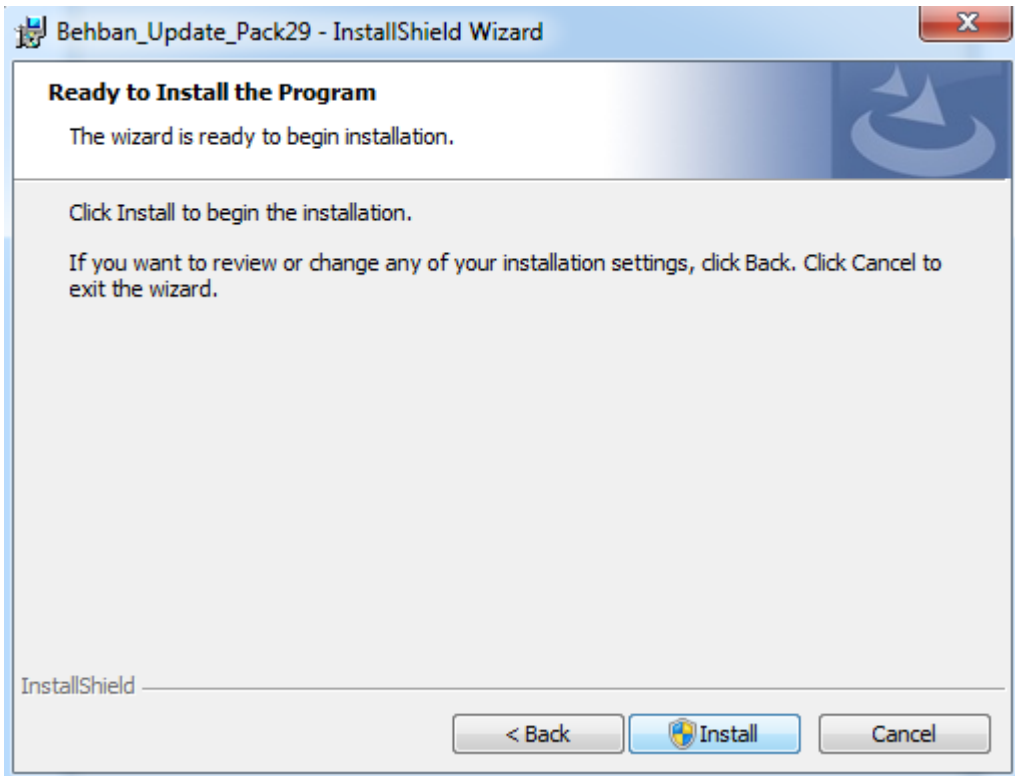 Behban_Update_Pack29 - InstallShield Wizard
Ready to Install the Program
The wizard is ready to begin installation.
Click Install to begin the installation.
If you want to review or change any of your installation settings, click Back. Click Cancel to
exit the wizard.
InstallShield
< Back
Install
Cancel